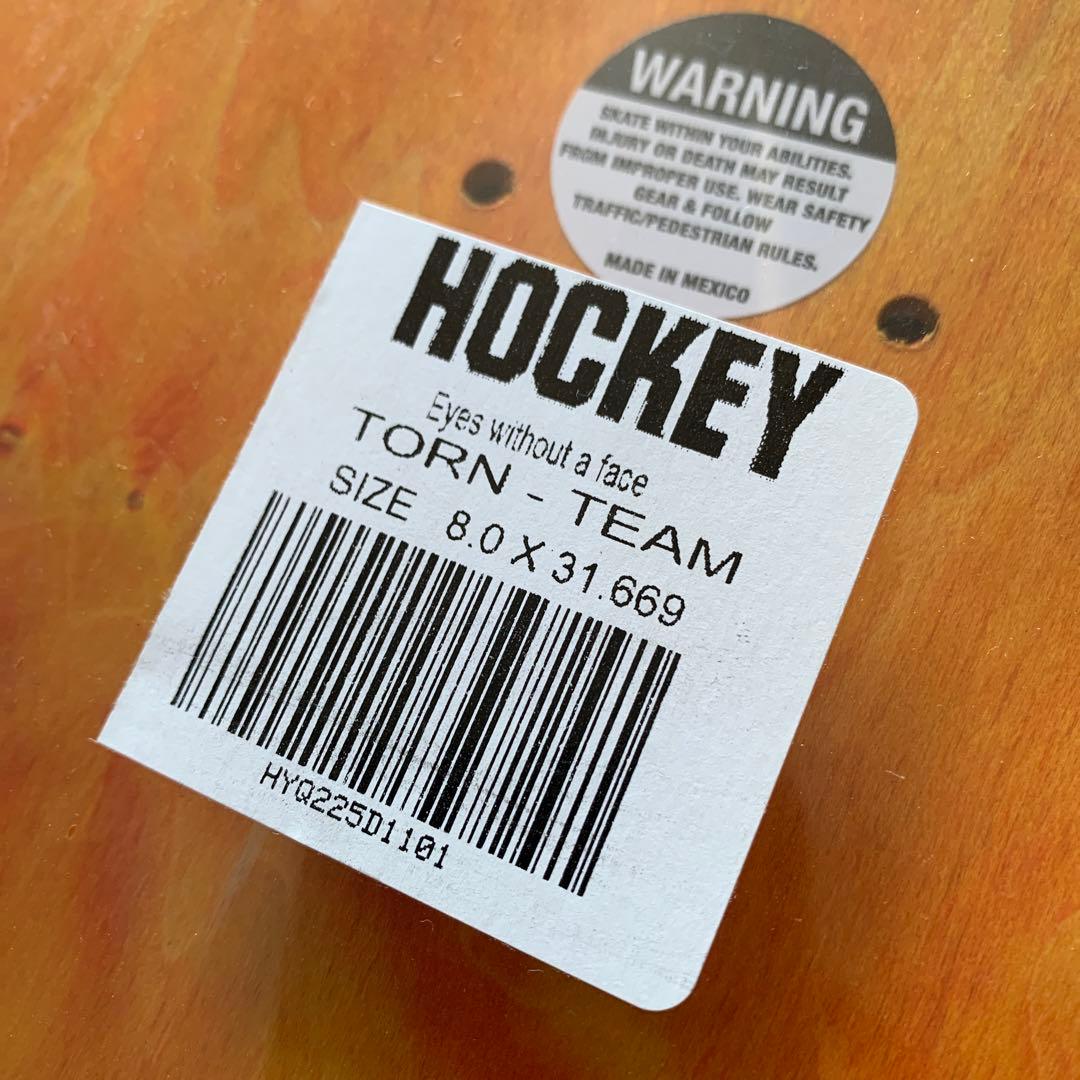 WARNING
SKATE WITHIN YOUR ABILITIES.
INJURY OR DEATH MAY RESULT
FROM IMPROPER USE. WEAR SAFETY
GEAR & FOLLOW
TRAFFIC/PEDESTRIAN RULES.
MADE IN MEXICO
HOCKEY
Eyes without a face
TORN - TEAM
SIZE 8.0 X 31.669
HYQ225D1101